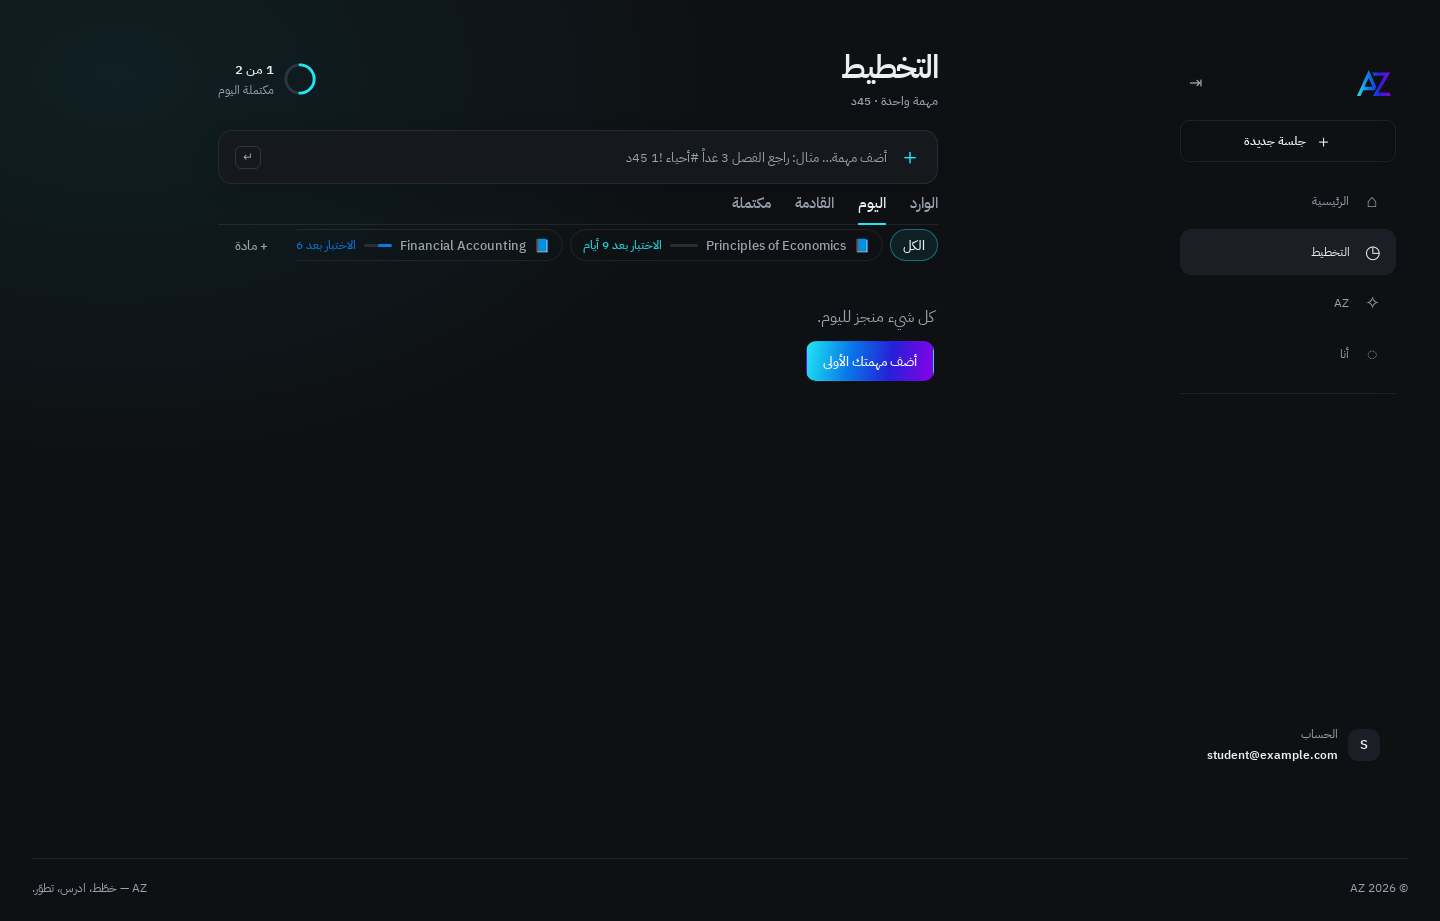 AZ
⇥
+ جلسة جديدة
الرئيسية
التخطيط
AZ
أنا
الحساب
student@example.com
S
التخطيط
مهمة واحدة · 45د
1 من 2
مكتملة اليوم
+ أضف مهمة… مثال: راجع الفصل 3 غداً #أحياء !1 45د ↵
الوارد اليوم القادمة مكتملة
الكل 📘 Principles of Economics الاختبار بعد 9 أيام 📘 Financial Accounting الاختبار بعد 6 + مادة
كل شيء منجز لليوم.
أضف مهمتك الأولى
© 2026 AZ
AZ — خطّط، ادرس، تطوّر.